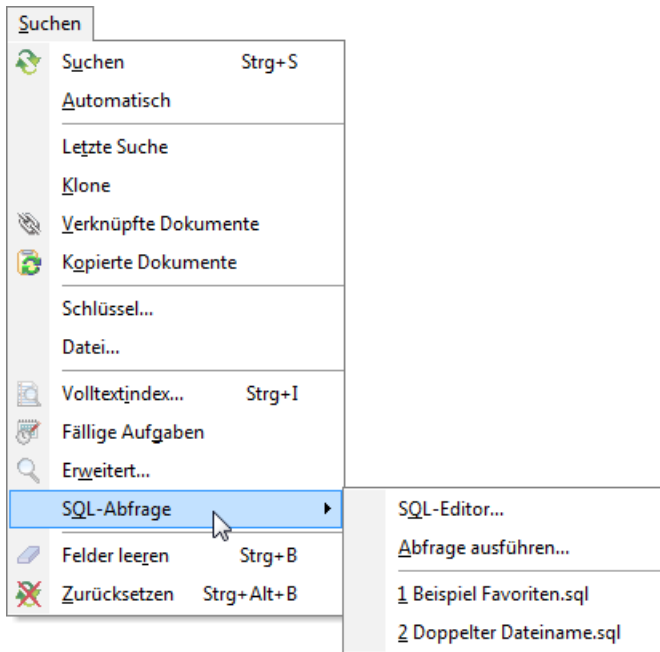 Suchen
Suchen Strg+S
Automatisch
Letzte Suche
Klone
Verknüpfte Dokumente
Kopierte Dokumente
Schlüssel...
Datei...
Volltextindex... Strg+I
Fällige Aufgaben
Erweitert...
SQL-Abfrage
SQL-Editor...
Abfrage ausführen...
Felder leeren Strg+B
Zurücksetzen Strg+Alt+B
1 Beispiel Favoriten.sql
2 Doppelter Dateiname.sql